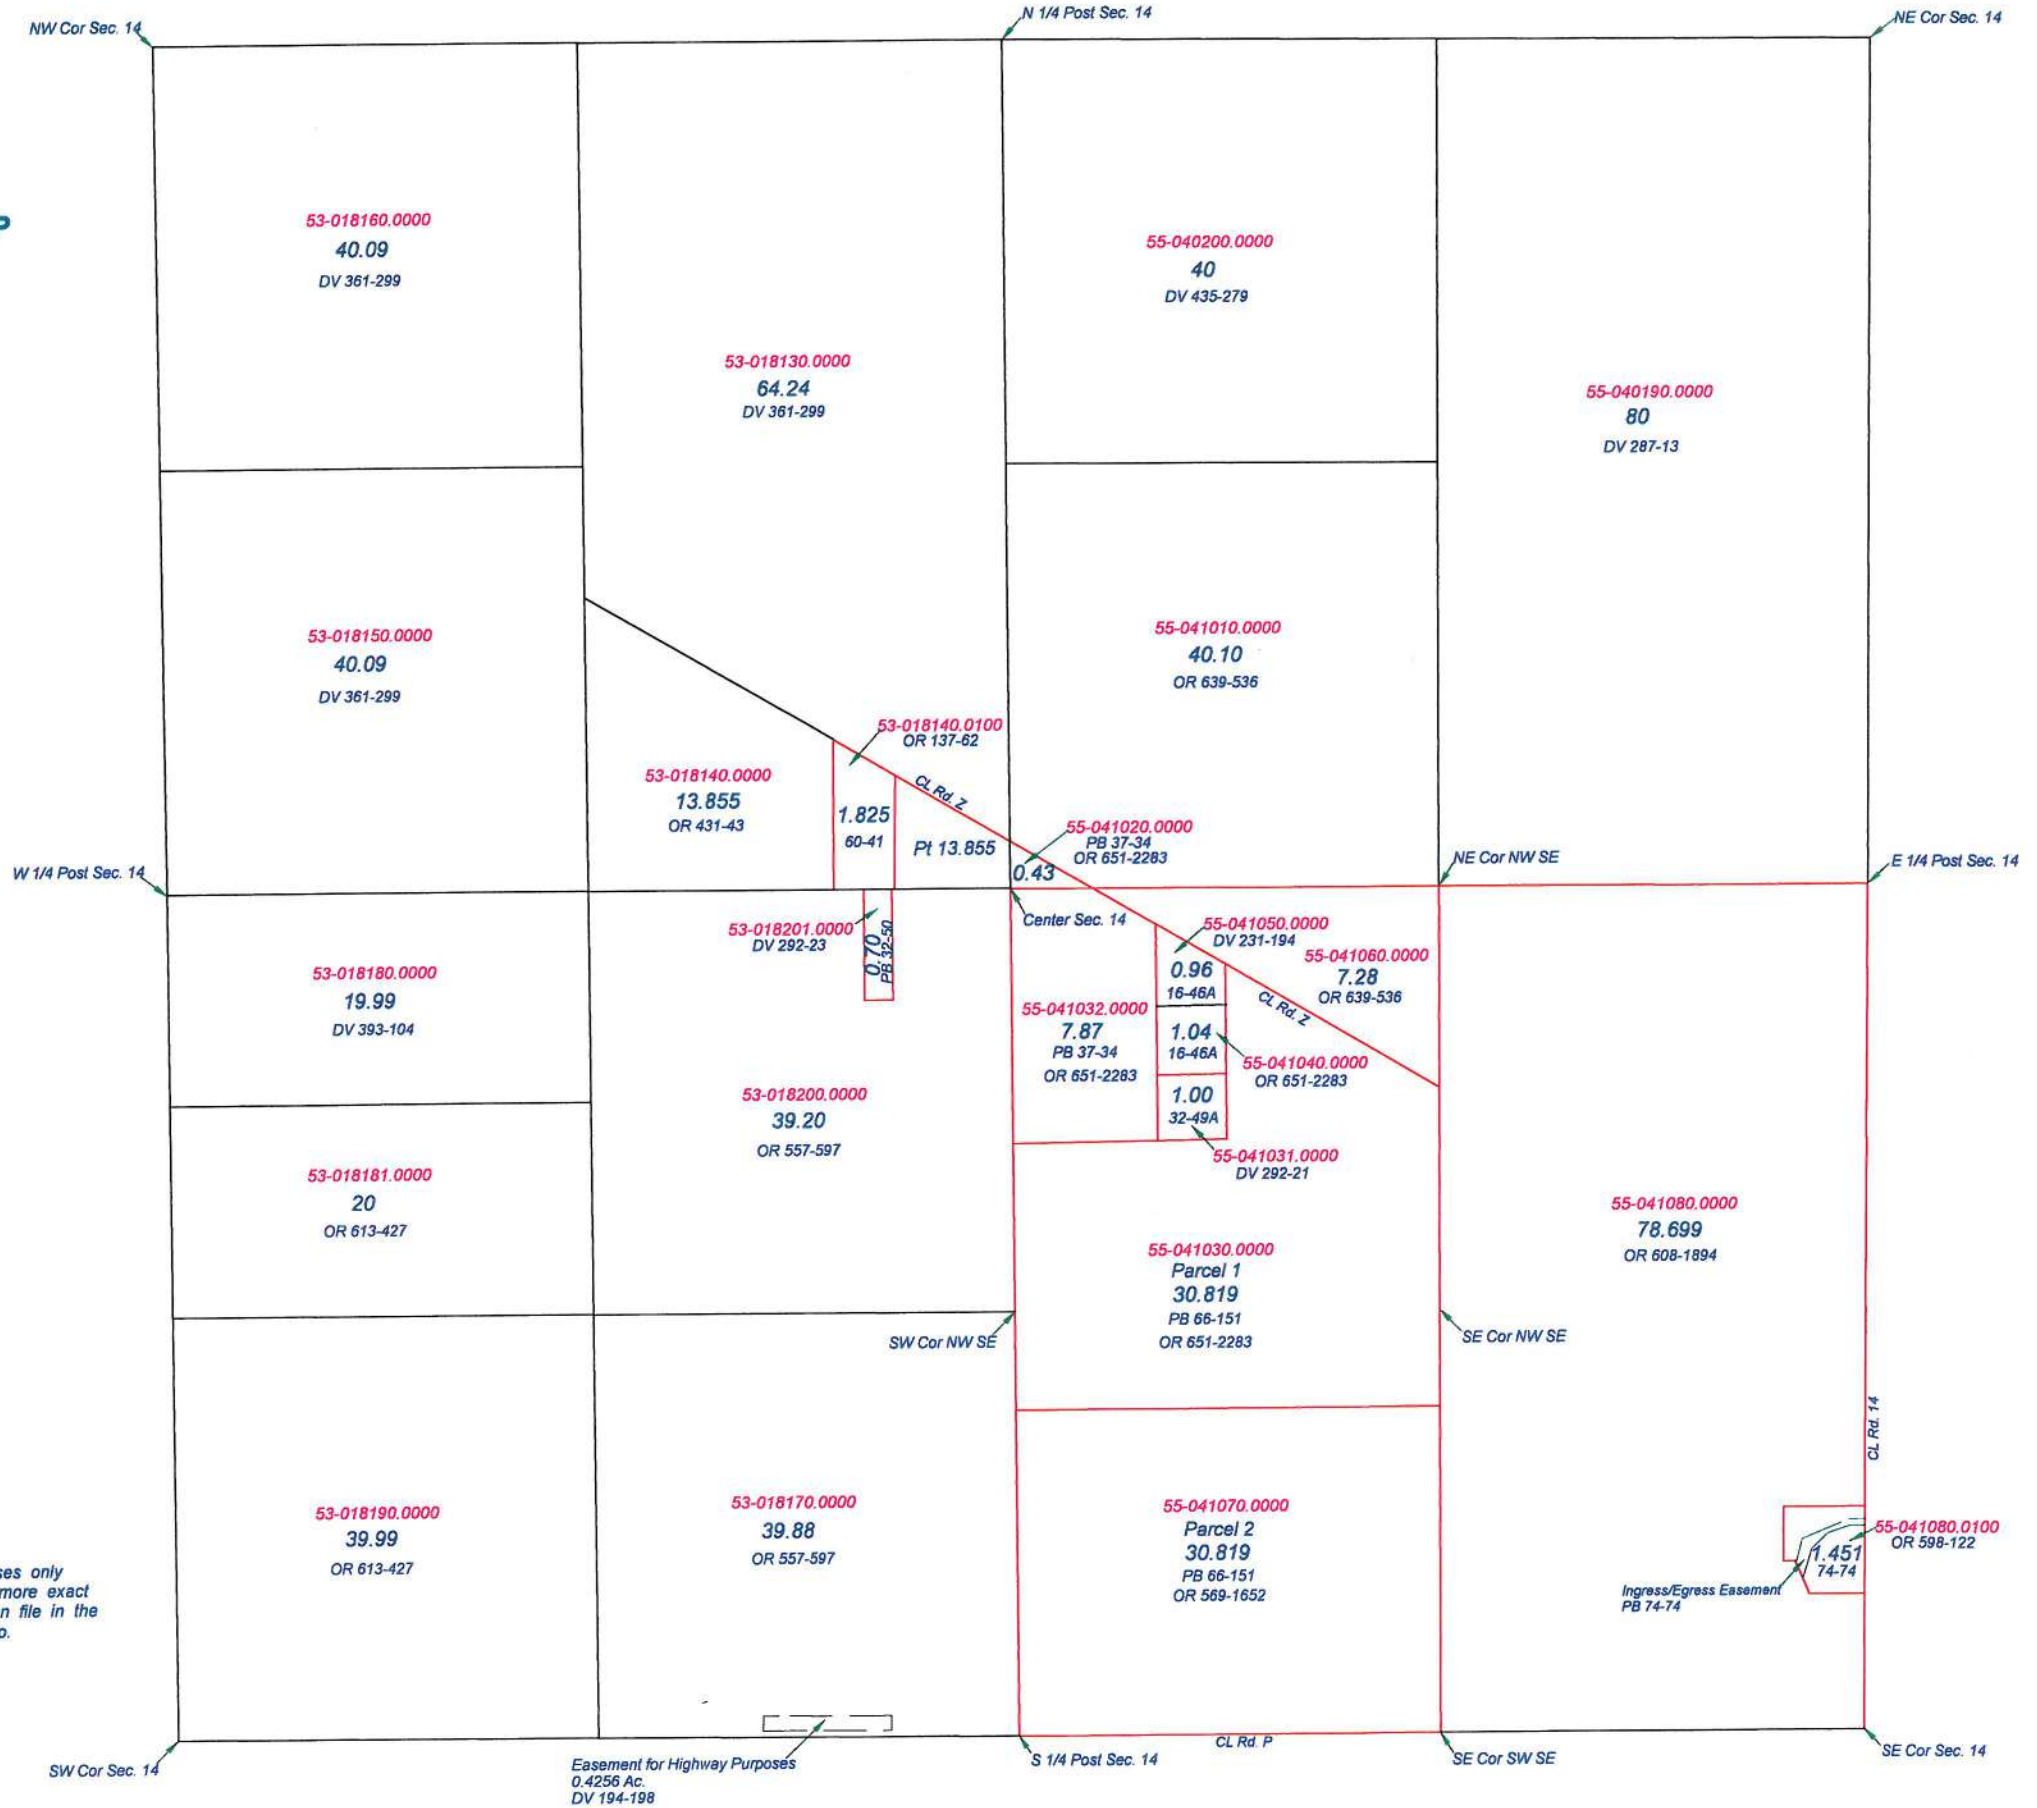 NW Cor Sec. 14
N 1/4 Post Sec. 14
NE Cor Sec. 14
P
53-018160.0000
40.09
DV 361-299
53-018130.0000
64.24
DV 361-299
55-040200.0000
40
DV 435-279
55-040190.0000
80
DV 287-13
53-018150.0000
40.09
DV 361-299
55-041010.0000
40.10
OR 639-536
53-018140.0100
OR 137-62
53-018140.0000
13.855
OR 431-43
1.825
60-41
CL Rd. Z
Pt 13.855
55-041020.0000
PB 37-34
OR 651-2283
0.43
W 1/4 Post Sec. 14
NE Cor NW SE
E 1/4 Post Sec. 14
Center Sec. 14
53-018201.0000
DV 292-23
0.70
PB 32-50
53-018180.0000
19.99
DV 393-104
55-041050.0000
DV 231-194
0.96
16-46A
55-041060.0000
7.28
OR 639-536
CL Rd. Z
55-041032.0000
7.87
PB 37-34
OR 651-2283
1.04
16-46A
55-041040.0000
OR 651-2283
1.00
32-49A
55-041031.0000
DV 292-21
53-018200.0000
39.20
OR 557-597
53-018181.0000
20
OR 613-427
55-041080.0000
78.699
OR 608-1894
55-041030.0000
Parcel 1
30.819
PB 66-151
OR 651-2283
SW Cor NW SE
SE Cor NW SE
CL Rd. 14
53-018190.0000
39.99
OR 613-427
53-018170.0000
39.88
OR 557-597
55-041070.0000
Parcel 2
30.819
PB 66-151
OR 569-1652
55-041080.0100
OR 598-122
1.451
74-74
Ingress/Egress Easement
PB 74-74
ses only
more exact
n file in the
o.
SW Cor Sec. 14
Easement for Highway Purposes
0.4256 Ac.
DV 194-198
S 1/4 Post Sec. 14
CL Rd. P
SE Cor SW SE
SE Cor Sec. 14